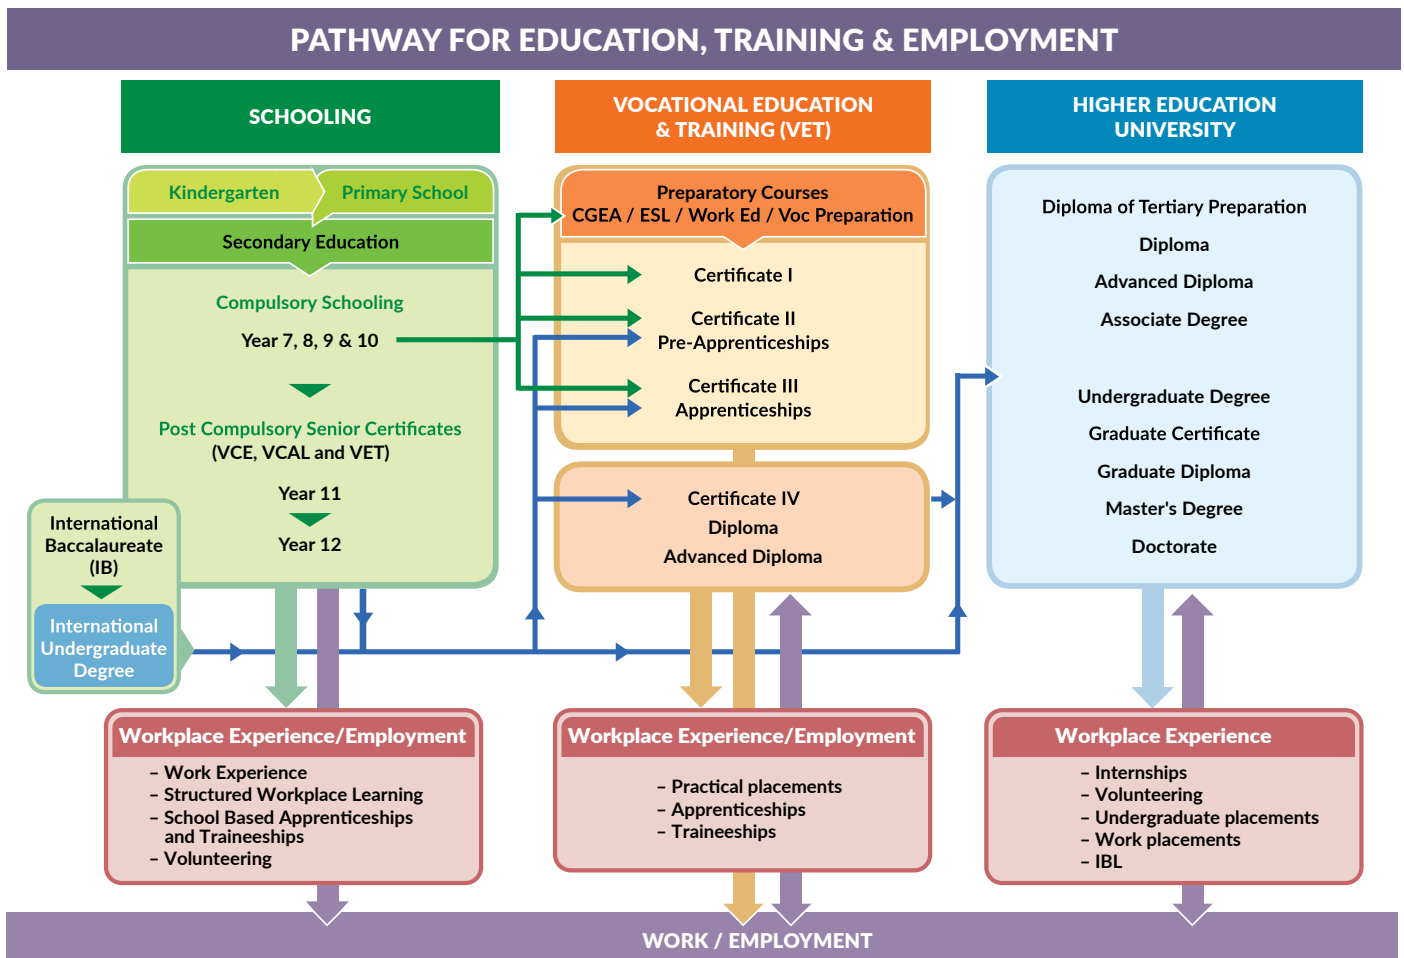 PATHWAY FOR EDUCATION, TRAINING & EMPLOYMENT
SCHOOLING
Kindergarten
Primary School
Secondary Education
Compulsory Schooling
Year 7, 8, 9 & 10
Post Compulsory Senior Certificates
(VCE, VCAL and VET)
Year 11
Year 12
International
Baccalaureate
(IB)
International
Undergraduate
Degree
VOCATIONAL EDUCATION
& TRAINING (VET)
Preparatory Courses
CGEA / ESL / Work Ed / Voc Preparation
Certificate I
Certificate II
Pre-Apprenticeships
Certificate III
Apprenticeships
Certificate IV
Diploma
Advanced Diploma
HIGHER EDUCATION
UNIVERSITY
Diploma of Tertiary Preparation
Diploma
Advanced Diploma
Associate Degree
Undergraduate Degree
Graduate Certificate
Graduate Diploma
Master's Degree
Doctorate
Workplace Experience/Employment
– Work Experience
– Structured Workplace Learning
– School Based Apprenticeships
and Traineeships
– Volunteering
Workplace Experience/Employment
– Practical placements
– Apprenticeships
– Traineeships
Workplace Experience
– Internships
– Volunteering
– Undergraduate placements
– Work placements
– IBL
WORK / EMPLOYMENT